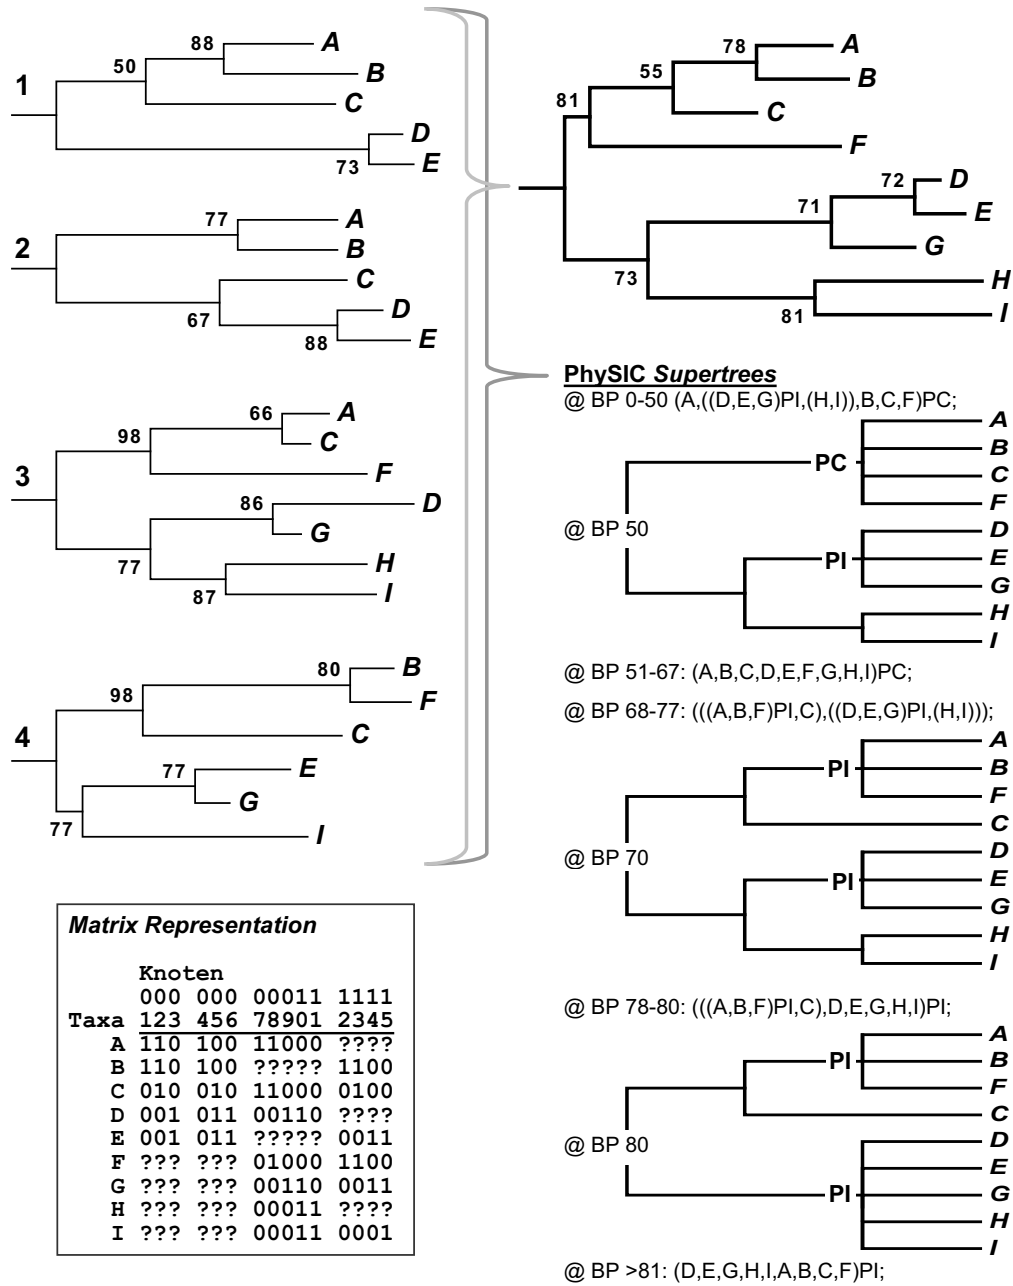 1
88
A
B
50
C
D
73
E
2
77
A
B
C
67
D
88
E
3
98
66
A
C
F
86
D
G
77
H
87
I
4
98
80
B
F
C
77
E
G
77
I
Matrix Representation
Knoten
000 000 00011 1111
Taxa 123 456 78901 2345
A 110 100 11000 ????
B 110 100 ????? 1100
C 010 010 11000 0100
D 001 011 00110 ????
E 001 011 ????? 0011
F ??? ??? 01000 1100
G ??? ??? 00110 0011
H ??? ??? 00011 ????
I ??? ??? 00011 0001
78
A
B
55
C
81
F
72
D
E
71
G
73
H
81
I
PhySIC Supertrees
@ BP 0-50 (A,((D,E,G)PI,(H,I)),B,C,F)PC;
A
B
PC
C
F
@ BP 50
D
PI
E
G
H
I
@ BP 51-67: (A,B,C,D,E,F,G,H,I)PC;
@ BP 68-77: (((A,B,F)PI,C),((D,E,G)PI,(H,I)));
A
PI
B
F
C
@ BP 70
D
PI
E
G
H
I
@ BP 78-80: (((A,B,F)PI,C),D,E,G,H,I)PI;
A
PI
B
F
C
@ BP 80
D
E
PI
G
H
I
@ BP >81: (D,E,G,H,I,A,B,C,F)PI;